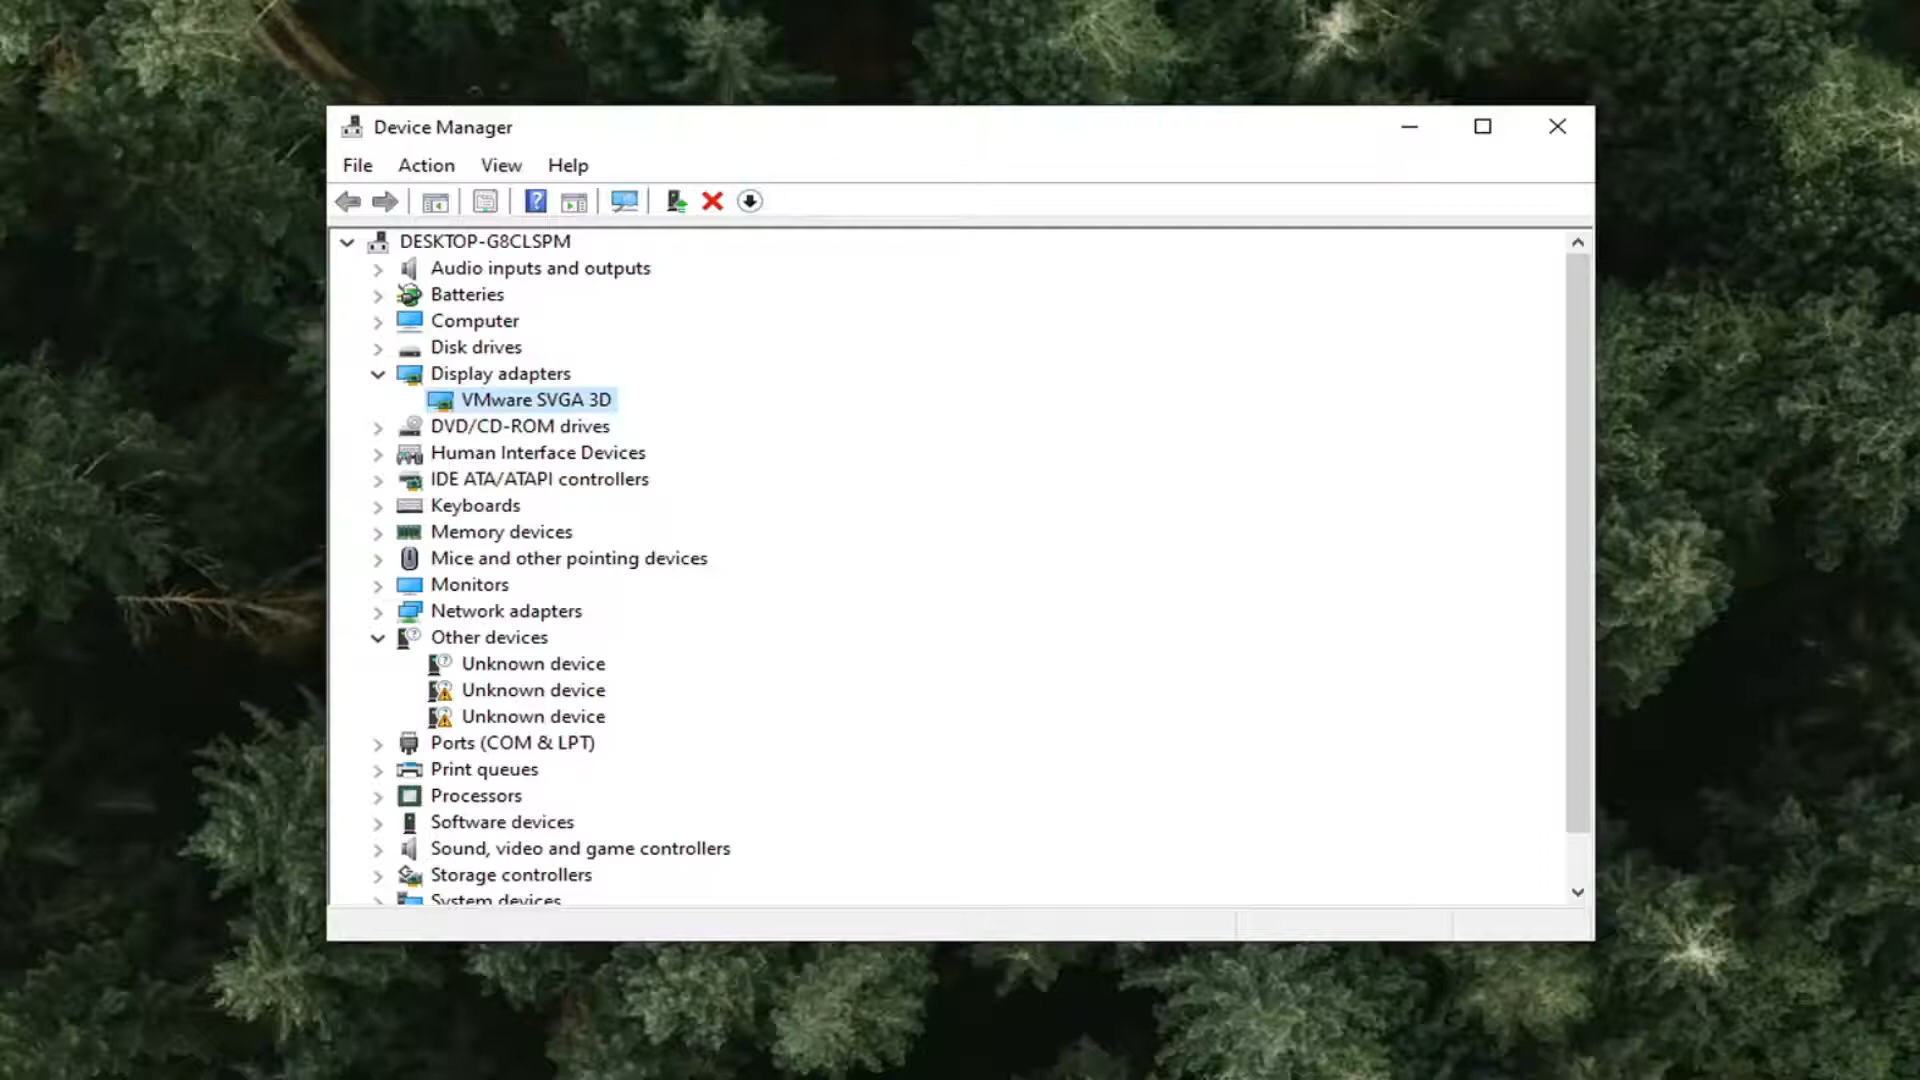 Device Manager
File Action View Help
DESKTOP-G8CLSPM
Audio inputs and outputs
Batteries
Computer
Disk drives
Display adapters
VMware SVGA 3D
DVD/CD-ROM drives
Human Interface Devices
IDE ATA/ATAPI controllers
Keyboards
Memory devices
Mice and other pointing devices
Monitors
Network adapters
Other devices
Unknown device
Unknown device
Unknown device
Ports (COM & LPT)
Print queues
Processors
Software devices
Sound, video and game controllers
Storage controllers
System devices